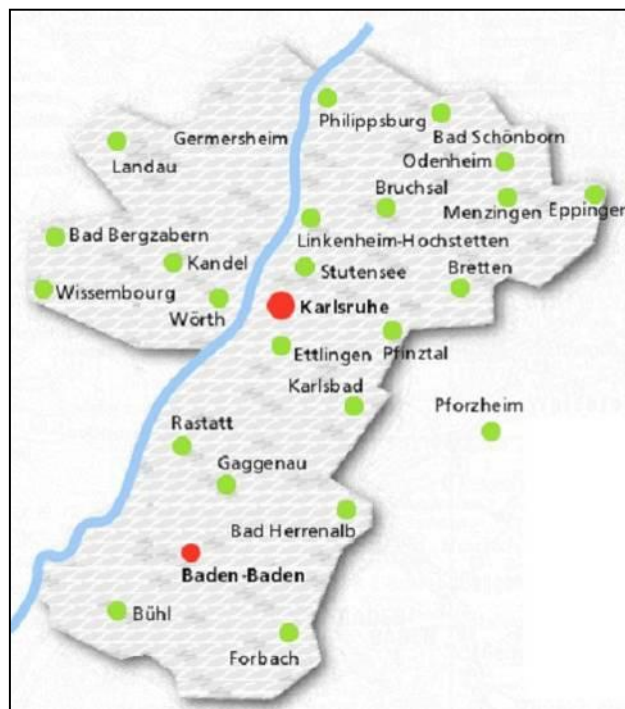 Philippsburg
Germersheim
Bad Schönborn
Landau
Odenheim
Bruchsal
Menzingen
Eppingen
Bad Bergzabern
Linkenheim-Hochstetten
Kandel
Stutensee
Bretten
Wissembourg
Wörth
Karlsruhe
Ettlingen
Pfinztal
Karlsbad
Pforzheim
Rastatt
Gaggenau
Bad Herrenalb
Baden-Baden
Bühl
Forbach